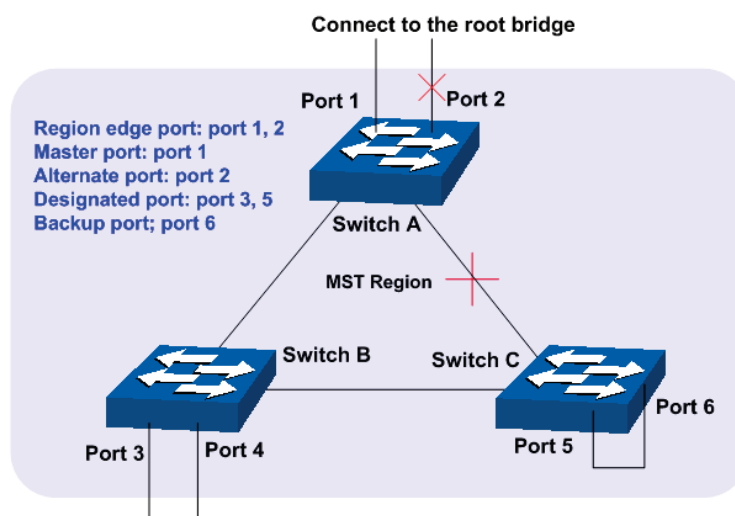 Connect to the root bridge
Port 1
Port 2
Region edge port: port 1, 2
Master port: port 1
Alternate port: port 2
Designated port: port 3, 5
Backup port; port 6
Switch A
MST Region
Switch B
Switch C
Port 6
Port 3
Port 4
Port 5